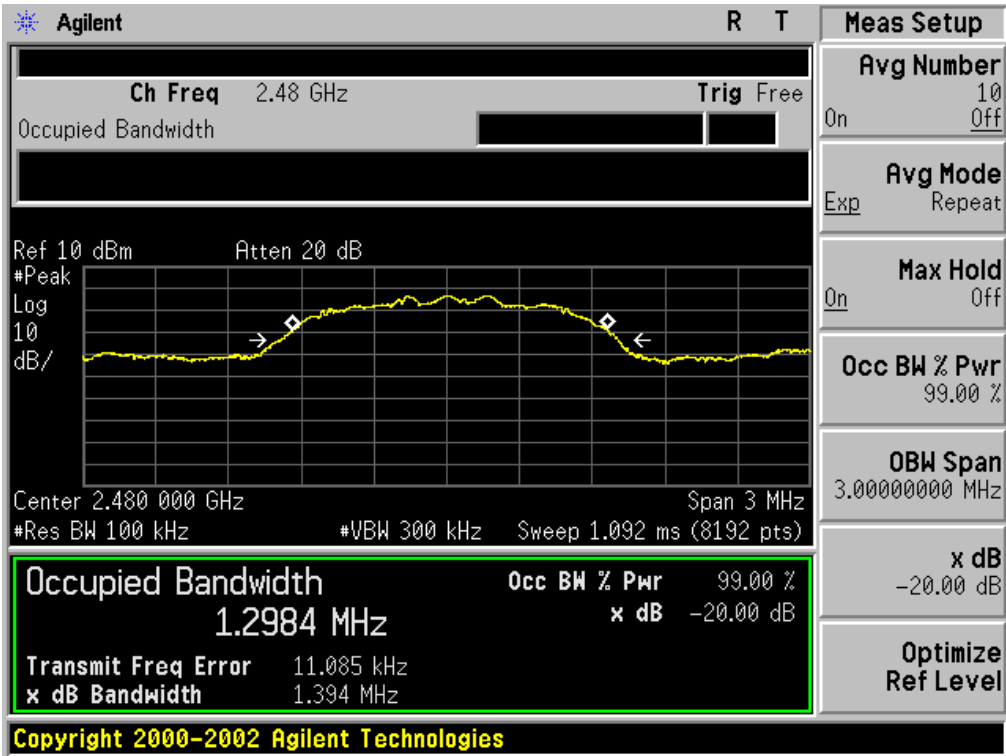 Agilent R T
Ch Freq 2.48 GHz Trig Free
Occupied Bandwidth
Ref 10 dBm Atten 20 dB
#Peak
Log
10
dB/
Center 2.480 000 GHz Span 3 MHz
#Res BW 100 kHz #VBW 300 kHz Sweep 1.092 ms (8192 pts)
Occupied Bandwidth Occ BW % Pwr 99.00 %
1.2984 MHz x dB -20.00 dB
Transmit Freq Error 11.085 kHz
x dB Bandwidth 1.394 MHz
Copyright 2000-2002 Agilent Technologies
Meas Setup
Avg Number
10
On Off
Avg Mode
Exp Repeat
Max Hold
On Off
Occ BW % Pwr
99.00 %
OBW Span
3.00000000 MHz
x dB
-20.00 dB
Optimize
Ref Level